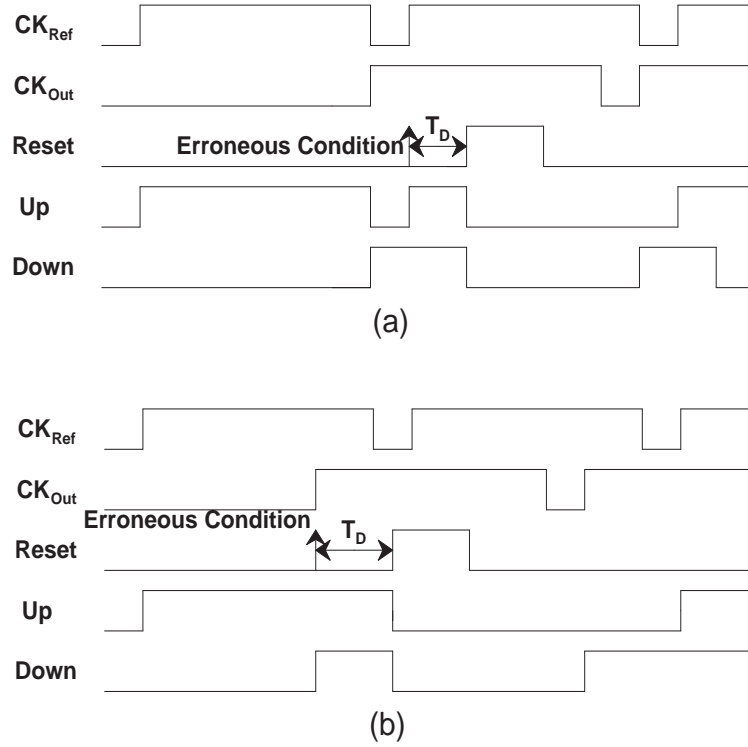 CKRef
CKOut
Reset
Erroneous Condition
TD
Up
Down
(a)
CKRef
CKOut
Erroneous Condition
TD
Reset
Up
Down
(b)